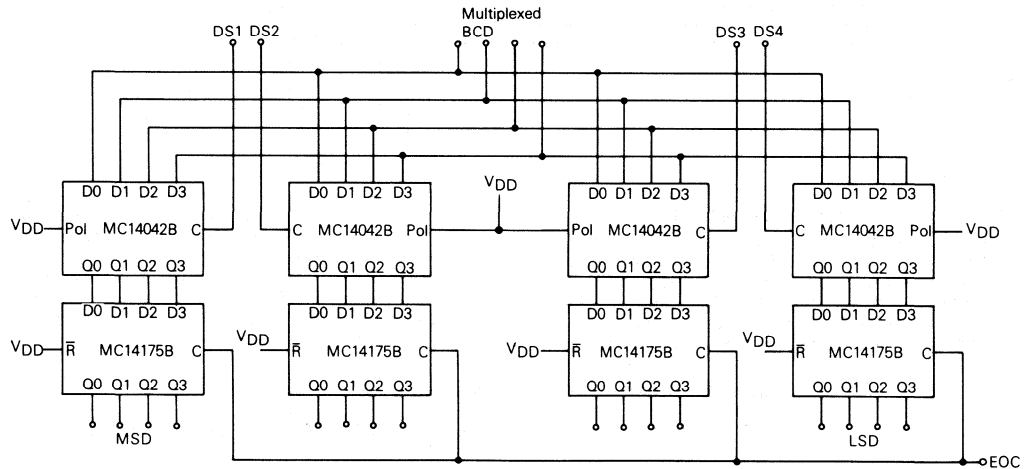 Multiplexed
DS1 DS2 BCD DS3 DS4
D0 D1 D2 D3 D0 D1 D2 D3 VDD D0 D1 D2 D3 D0 D1 D2 D3
VDD Pol MC14042B C C MC14042B Pol Pol MC14042B C C MC14042B Pol VDD
Q0 Q1 Q2 Q3 Q0 Q1 Q2 Q3 Q0 Q1 Q2 Q3 Q0 Q1 Q2 Q3
D0 D1 D2 D3 D0 D1 D2 D3 D0 D1 D2 D3 D0 D1 D2 D3
VDD R̅ MC14175B C VDD R̅ MC14175B C VDD R̅ MC14175B C VDD R̅ MC14175B C
Q0 Q1 Q2 Q3 Q0 Q1 Q2 Q3 Q0 Q1 Q2 Q3 Q0 Q1 Q2 Q3
MSD LSD
EOC